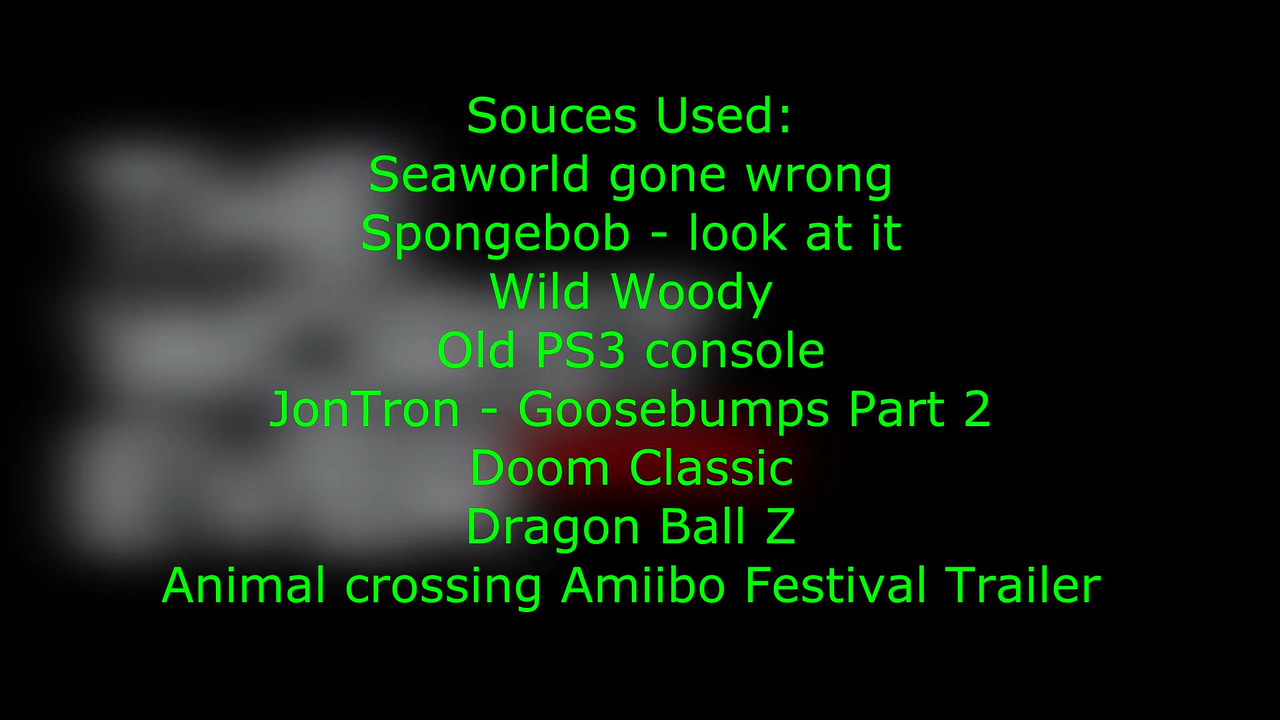 Souces Used:
Seaworld gone wrong
Spongebob - look at it
Wild Woody
Old PS3 console
JonTron - Goosebumps Part 2
Doom Classic
Dragon Ball Z
Animal crossing Amiibo Festival Trailer